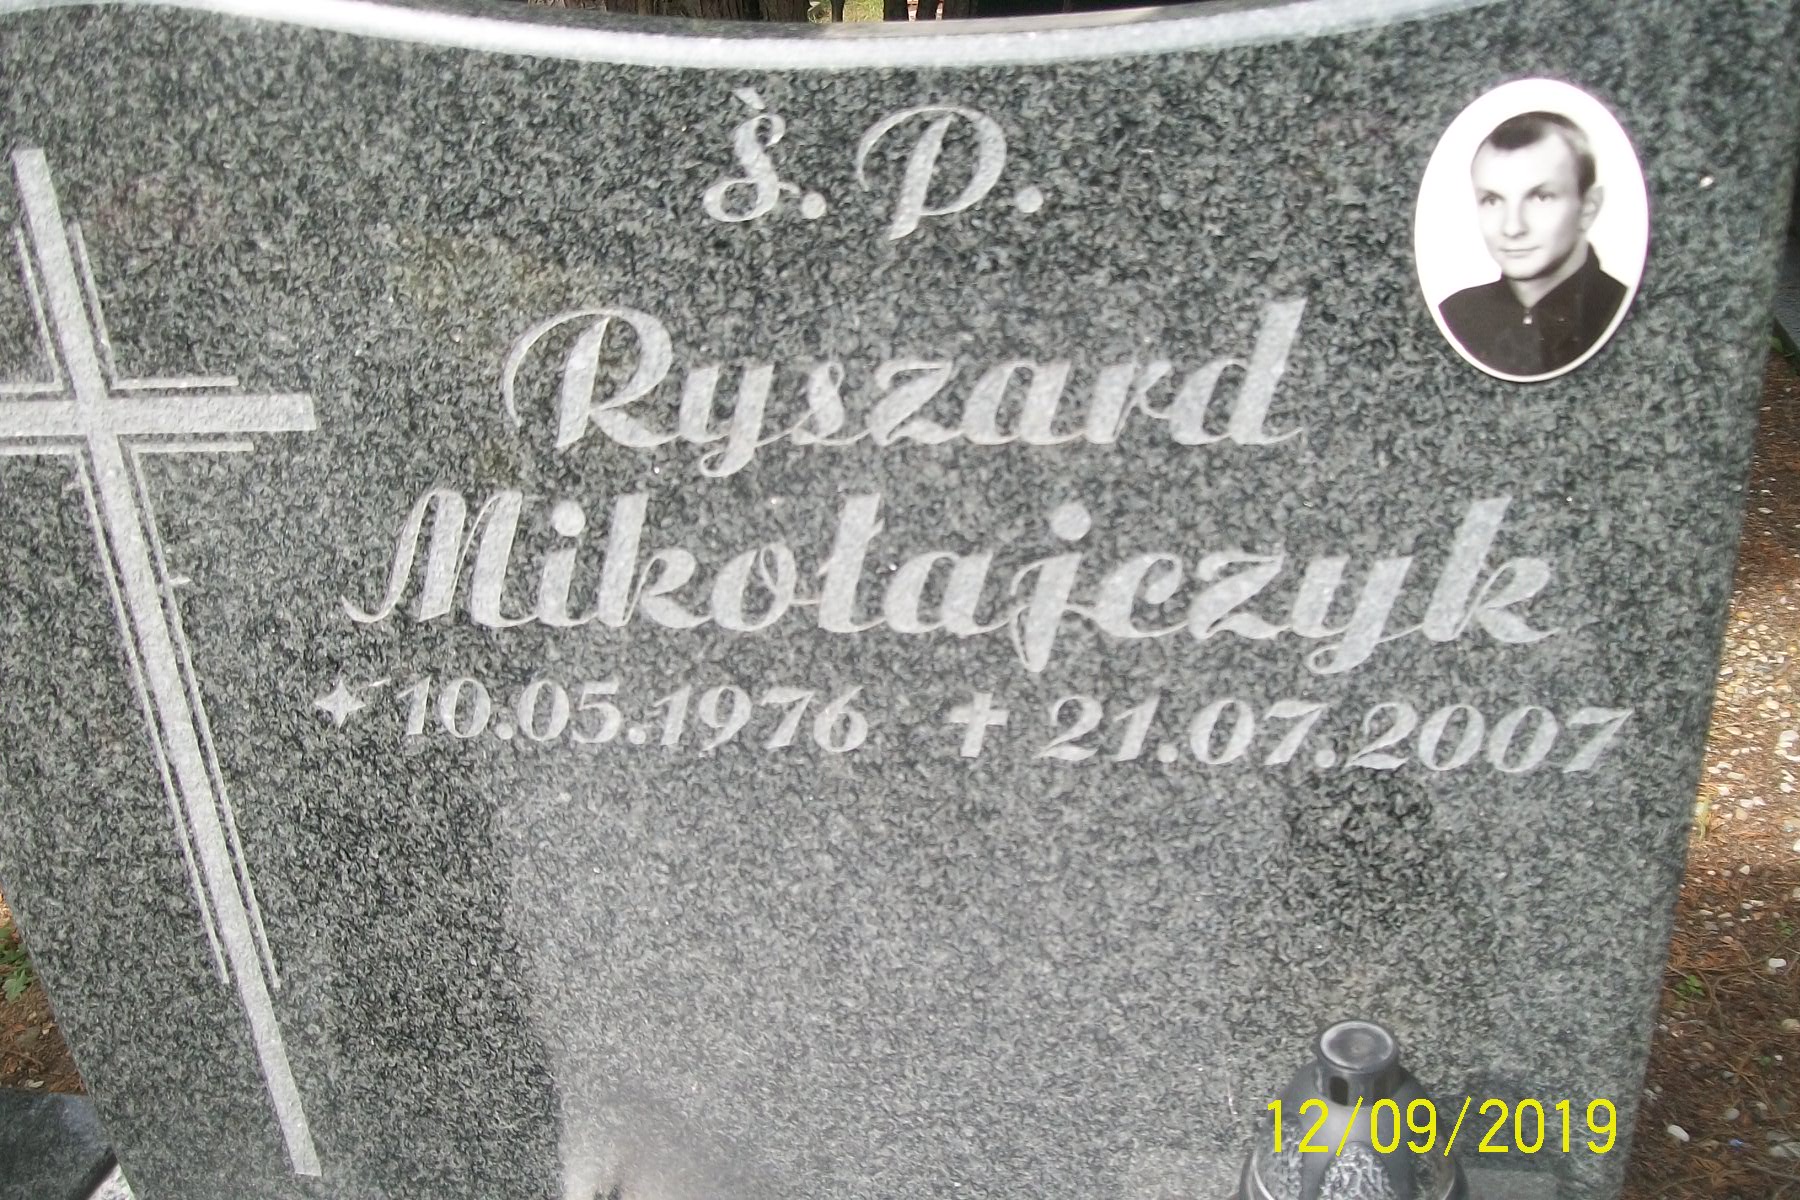 Ś. P.
Ryszard
Mikołajczyk
10.05.1976 21.07.2007
12/09/2019